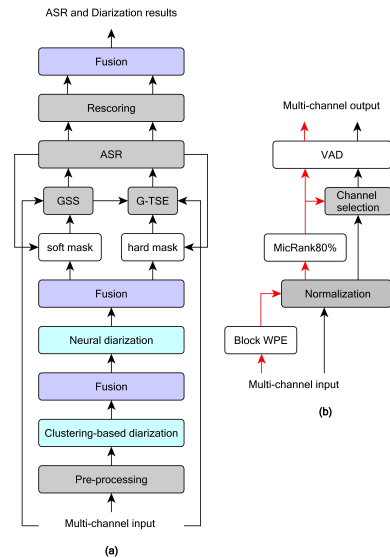 ASR and Diarization results
Fusion
Rescoring
ASR
GSS
G-TSE
soft mask
hard mask
Fusion
Neural diarization
Fusion
Clustering-based diarization
Pre-processing
Multi-channel input
(a)
Multi-channel output
VAD
Channel
selection
MicRank80%
Normalization
Block WPE
Multi-channel input
(b)